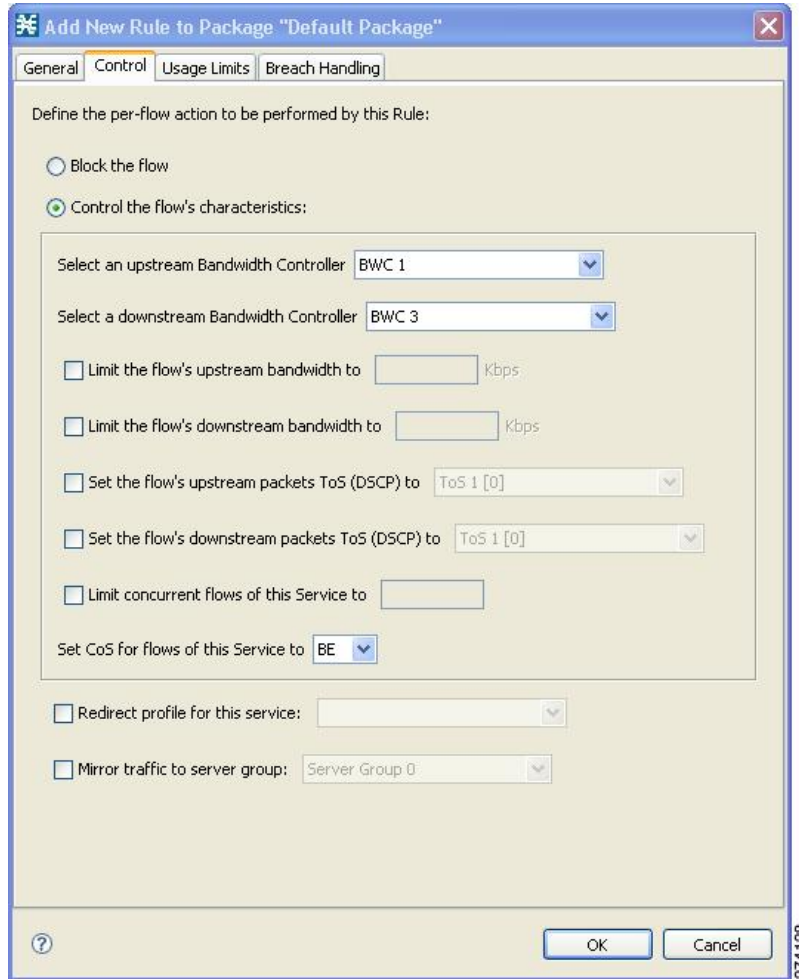 Add New Rule to Package "Default Package"
General Control Usage Limits Breach Handling
Define the per-flow action to be performed by this Rule:
Block the flow
Control the flow's characteristics:
Select an upstream Bandwidth Controller BWC 1
Select a downstream Bandwidth Controller BWC 3
Limit the flow's upstream bandwidth to Kbps
Limit the flow's downstream bandwidth to Kbps
Set the flow's upstream packets ToS (DSCP) to ToS 1 [0]
Set the flow's downstream packets ToS (DSCP) to ToS 1 [0]
Limit concurrent flows of this Service to
Set CoS for flows of this Service to BE
Redirect profile for this service:
Mirror traffic to server group: Server Group 0
? OK Cancel